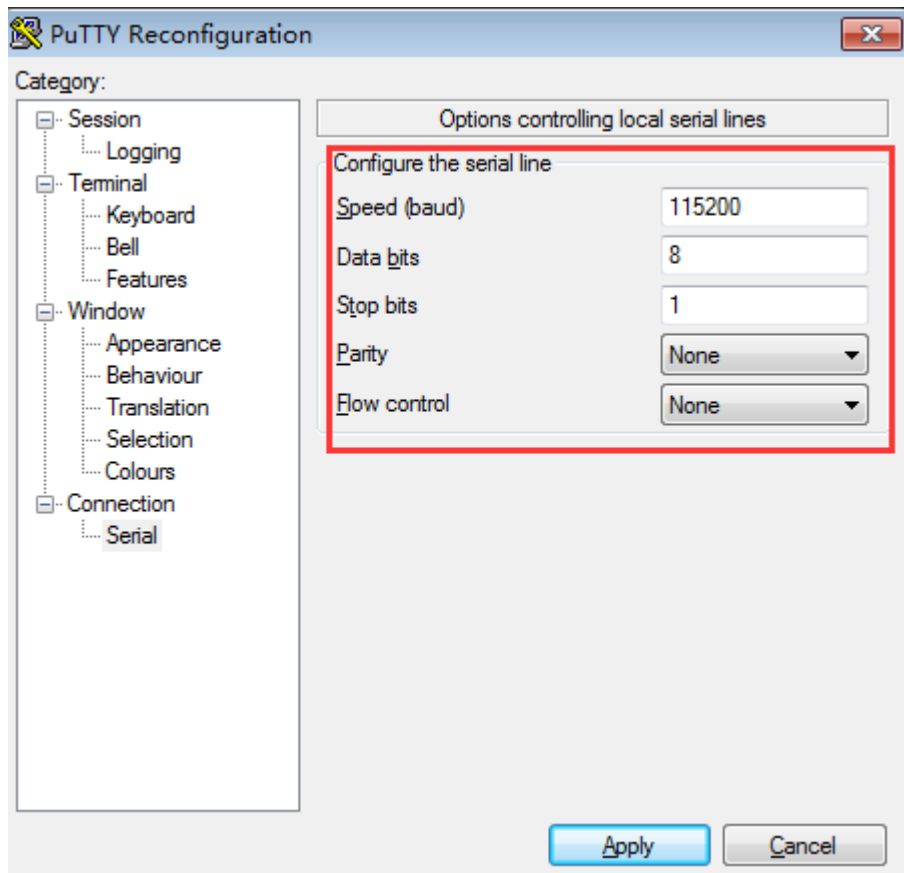 PuTTY Reconfiguration
Category:
Session
Logging
Terminal
Keyboard
Bell
Features
Window
Appearance
Behaviour
Translation
Selection
Colours
Connection
Serial
Options controlling local serial lines
Configure the serial line
Speed (baud) 115200
Data bits 8
Stop bits 1
Parity None
Flow control None
Apply Cancel